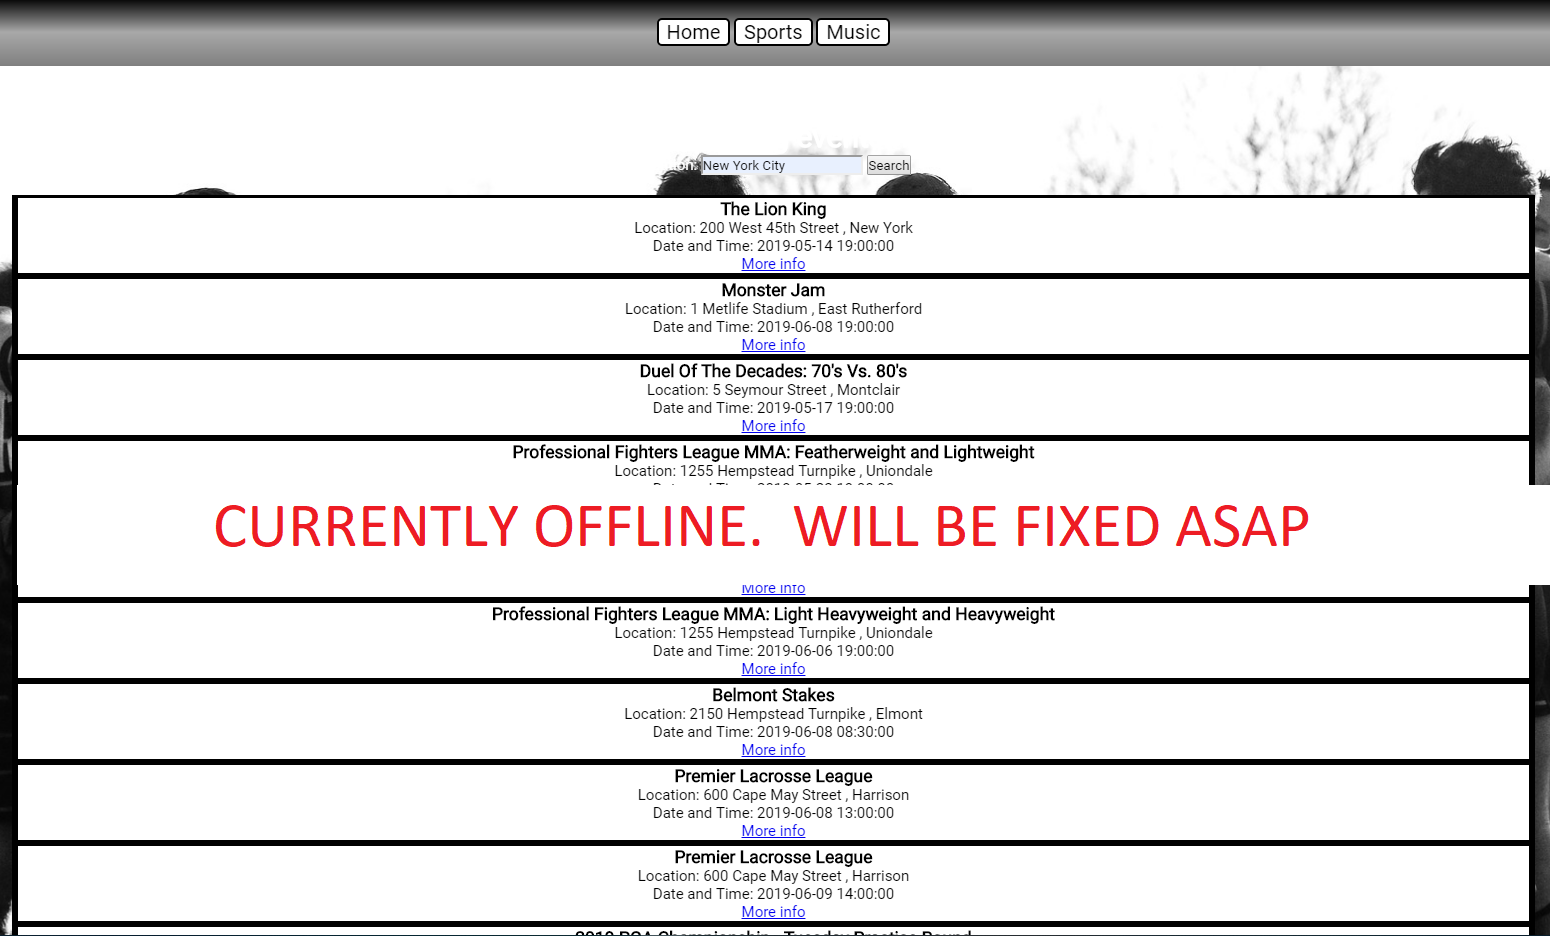 Home Sports Music
New York City Search
The Lion King
Location: 200 West 45th Street , New York
Date and Time: 2019-05-14 19:00:00
More info
Monster Jam
Location: 1 Metlife Stadium , East Rutherford
Date and Time: 2019-06-08 19:00:00
More info
Duel Of The Decades: 70's Vs. 80's
Location: 5 Seymour Street , Montclair
Date and Time: 2019-05-17 19:00:00
More info
Professional Fighters League MMA: Featherweight and Lightweight
Location: 1255 Hempstead Turnpike , Uniondale
CURRENTLY OFFLINE. WILL BE FIXED ASAP
More info
Professional Fighters League MMA: Light Heavyweight and Heavyweight
Location: 1255 Hempstead Turnpike , Uniondale
Date and Time: 2019-06-06 19:00:00
More info
Belmont Stakes
Location: 2150 Hempstead Turnpike , Elmont
Date and Time: 2019-06-08 08:30:00
More info
Premier Lacrosse League
Location: 600 Cape May Street , Harrison
Date and Time: 2019-06-08 13:00:00
More info
Premier Lacrosse League
Location: 600 Cape May Street , Harrison
Date and Time: 2019-06-09 14:00:00
More info
2019 PGA Championship - Tuesday Practice Round